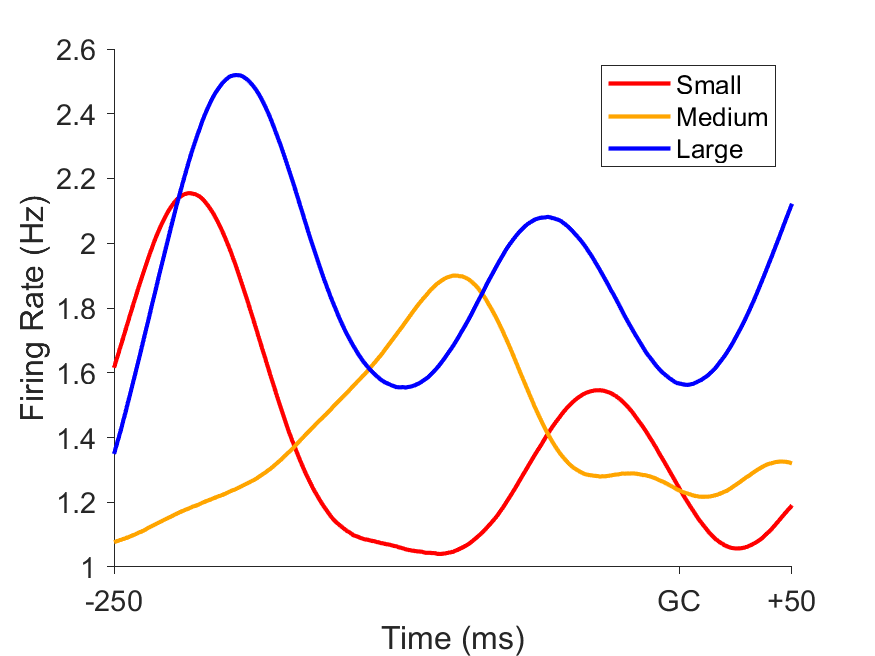 2.6
2.4
2.2
2
1.8
1.6
1.4
1.2
1
Firing Rate (Hz)
Small
Medium
Large
-250 GC +50
Time (ms)